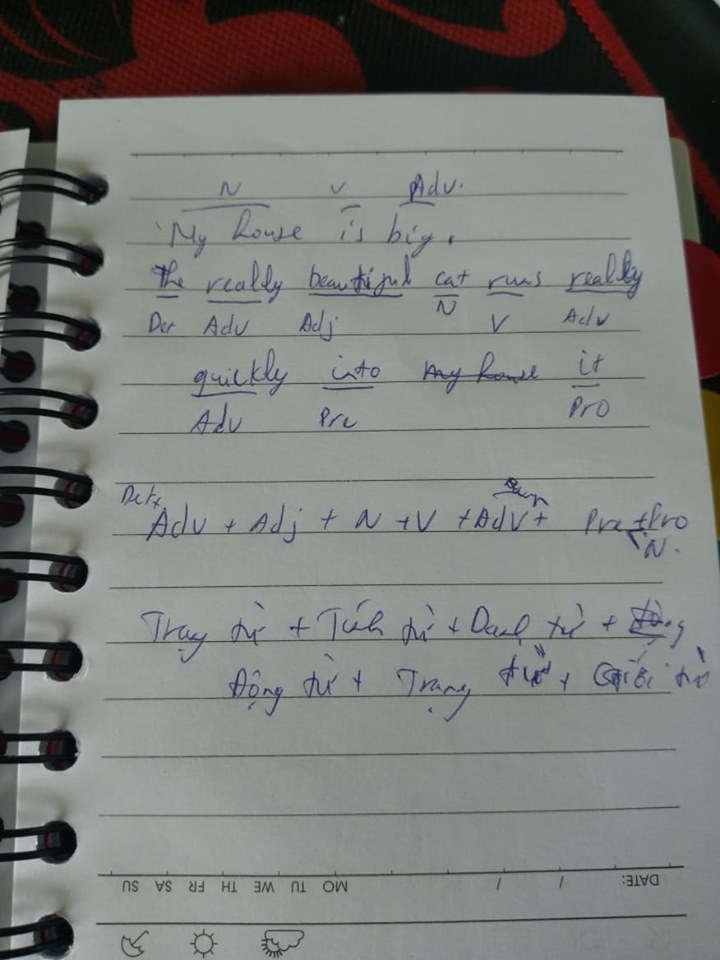 N V Adv.
My house is big.
the really beautiful cat runs really
Der Adv Adj N V Adv
quickly into my house it
Adv Pre Pro
Det +
Adv + Adj + N + V + Adv + Pre + Pro
N.
Trạng từ + Tính từ + Danh từ +
Động từ + Trạng từ + Giới từ
SU SA FR TH WE TU MO / / DATE: